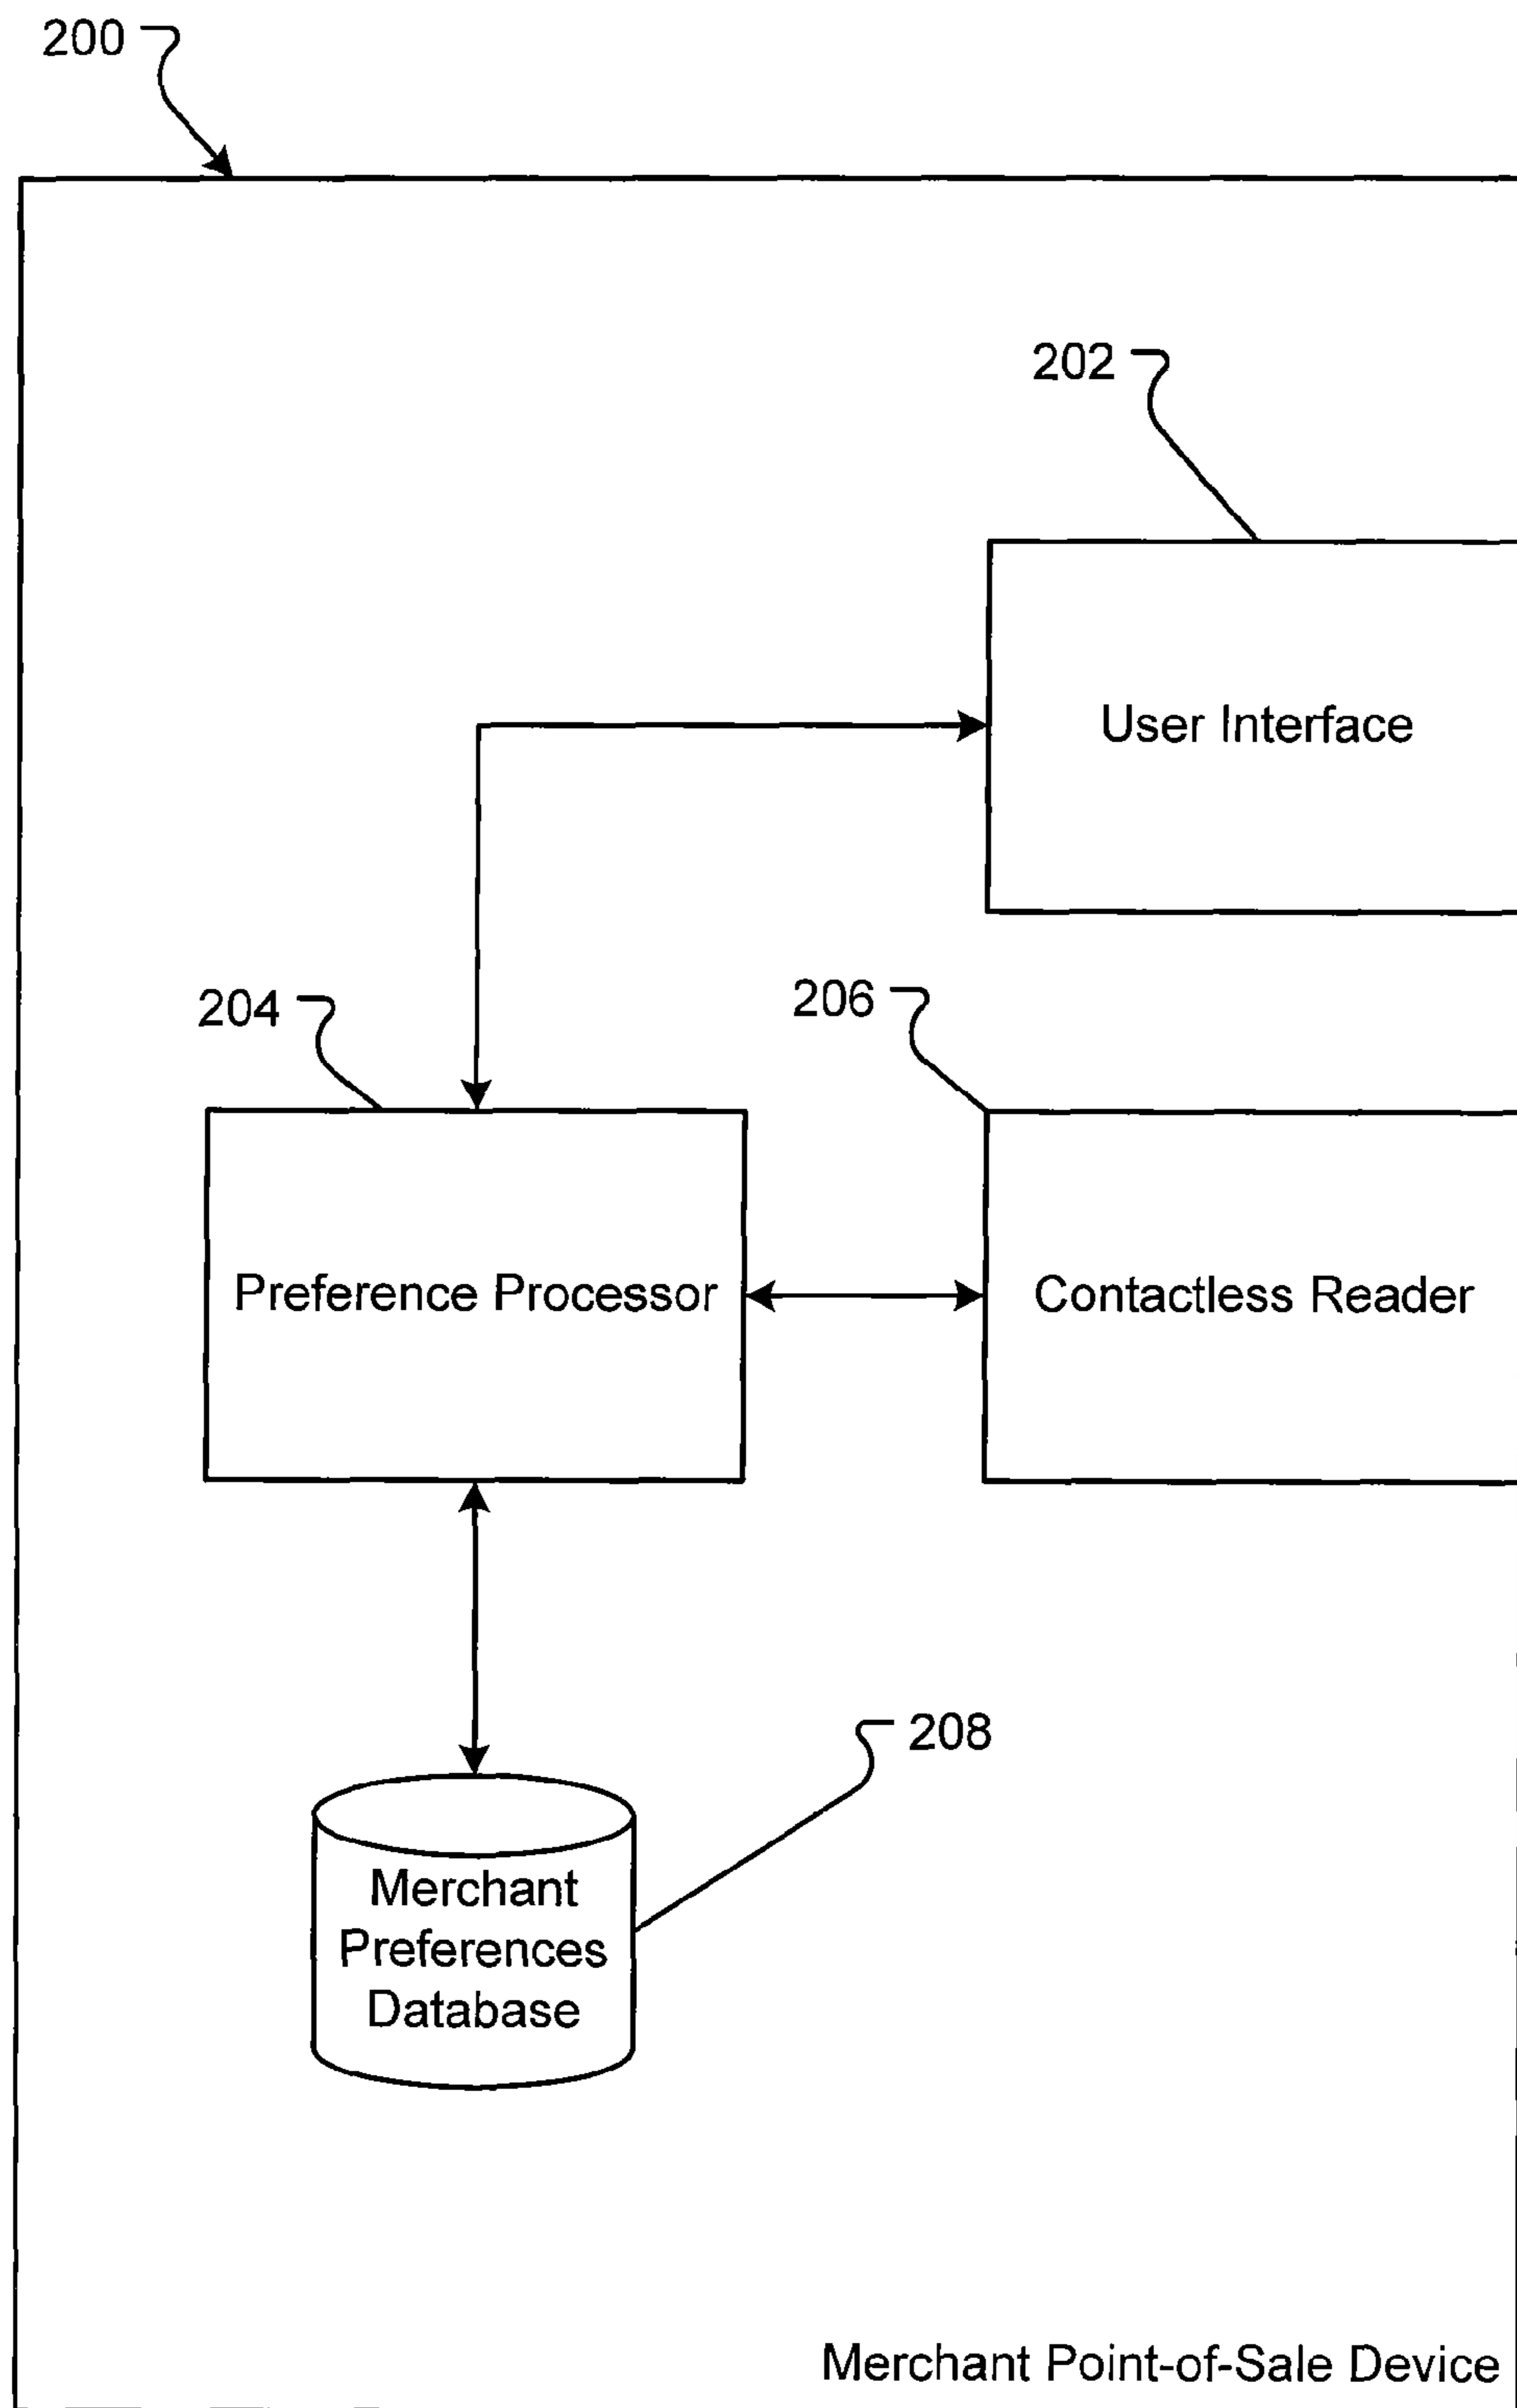 200
202
User Interface
204
206
Preference Processor
Contactless Reader
208
Merchant
Preferences
Database
Merchant Point-of-Sale Device